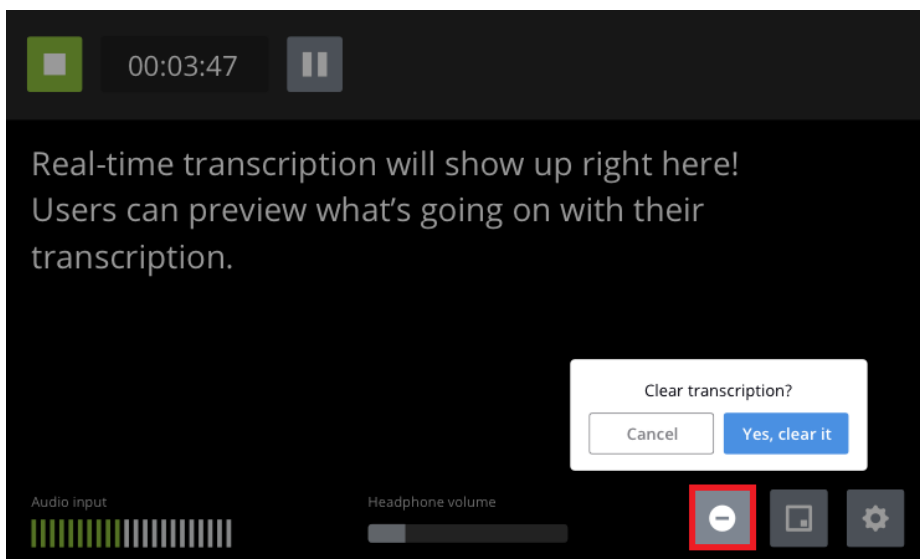 00:03:47
Real-time transcription will show up right here!
Users can preview what’s going on with their
transcription.
Clear transcription?
Cancel
Yes, clear it
Audio input
Headphone volume